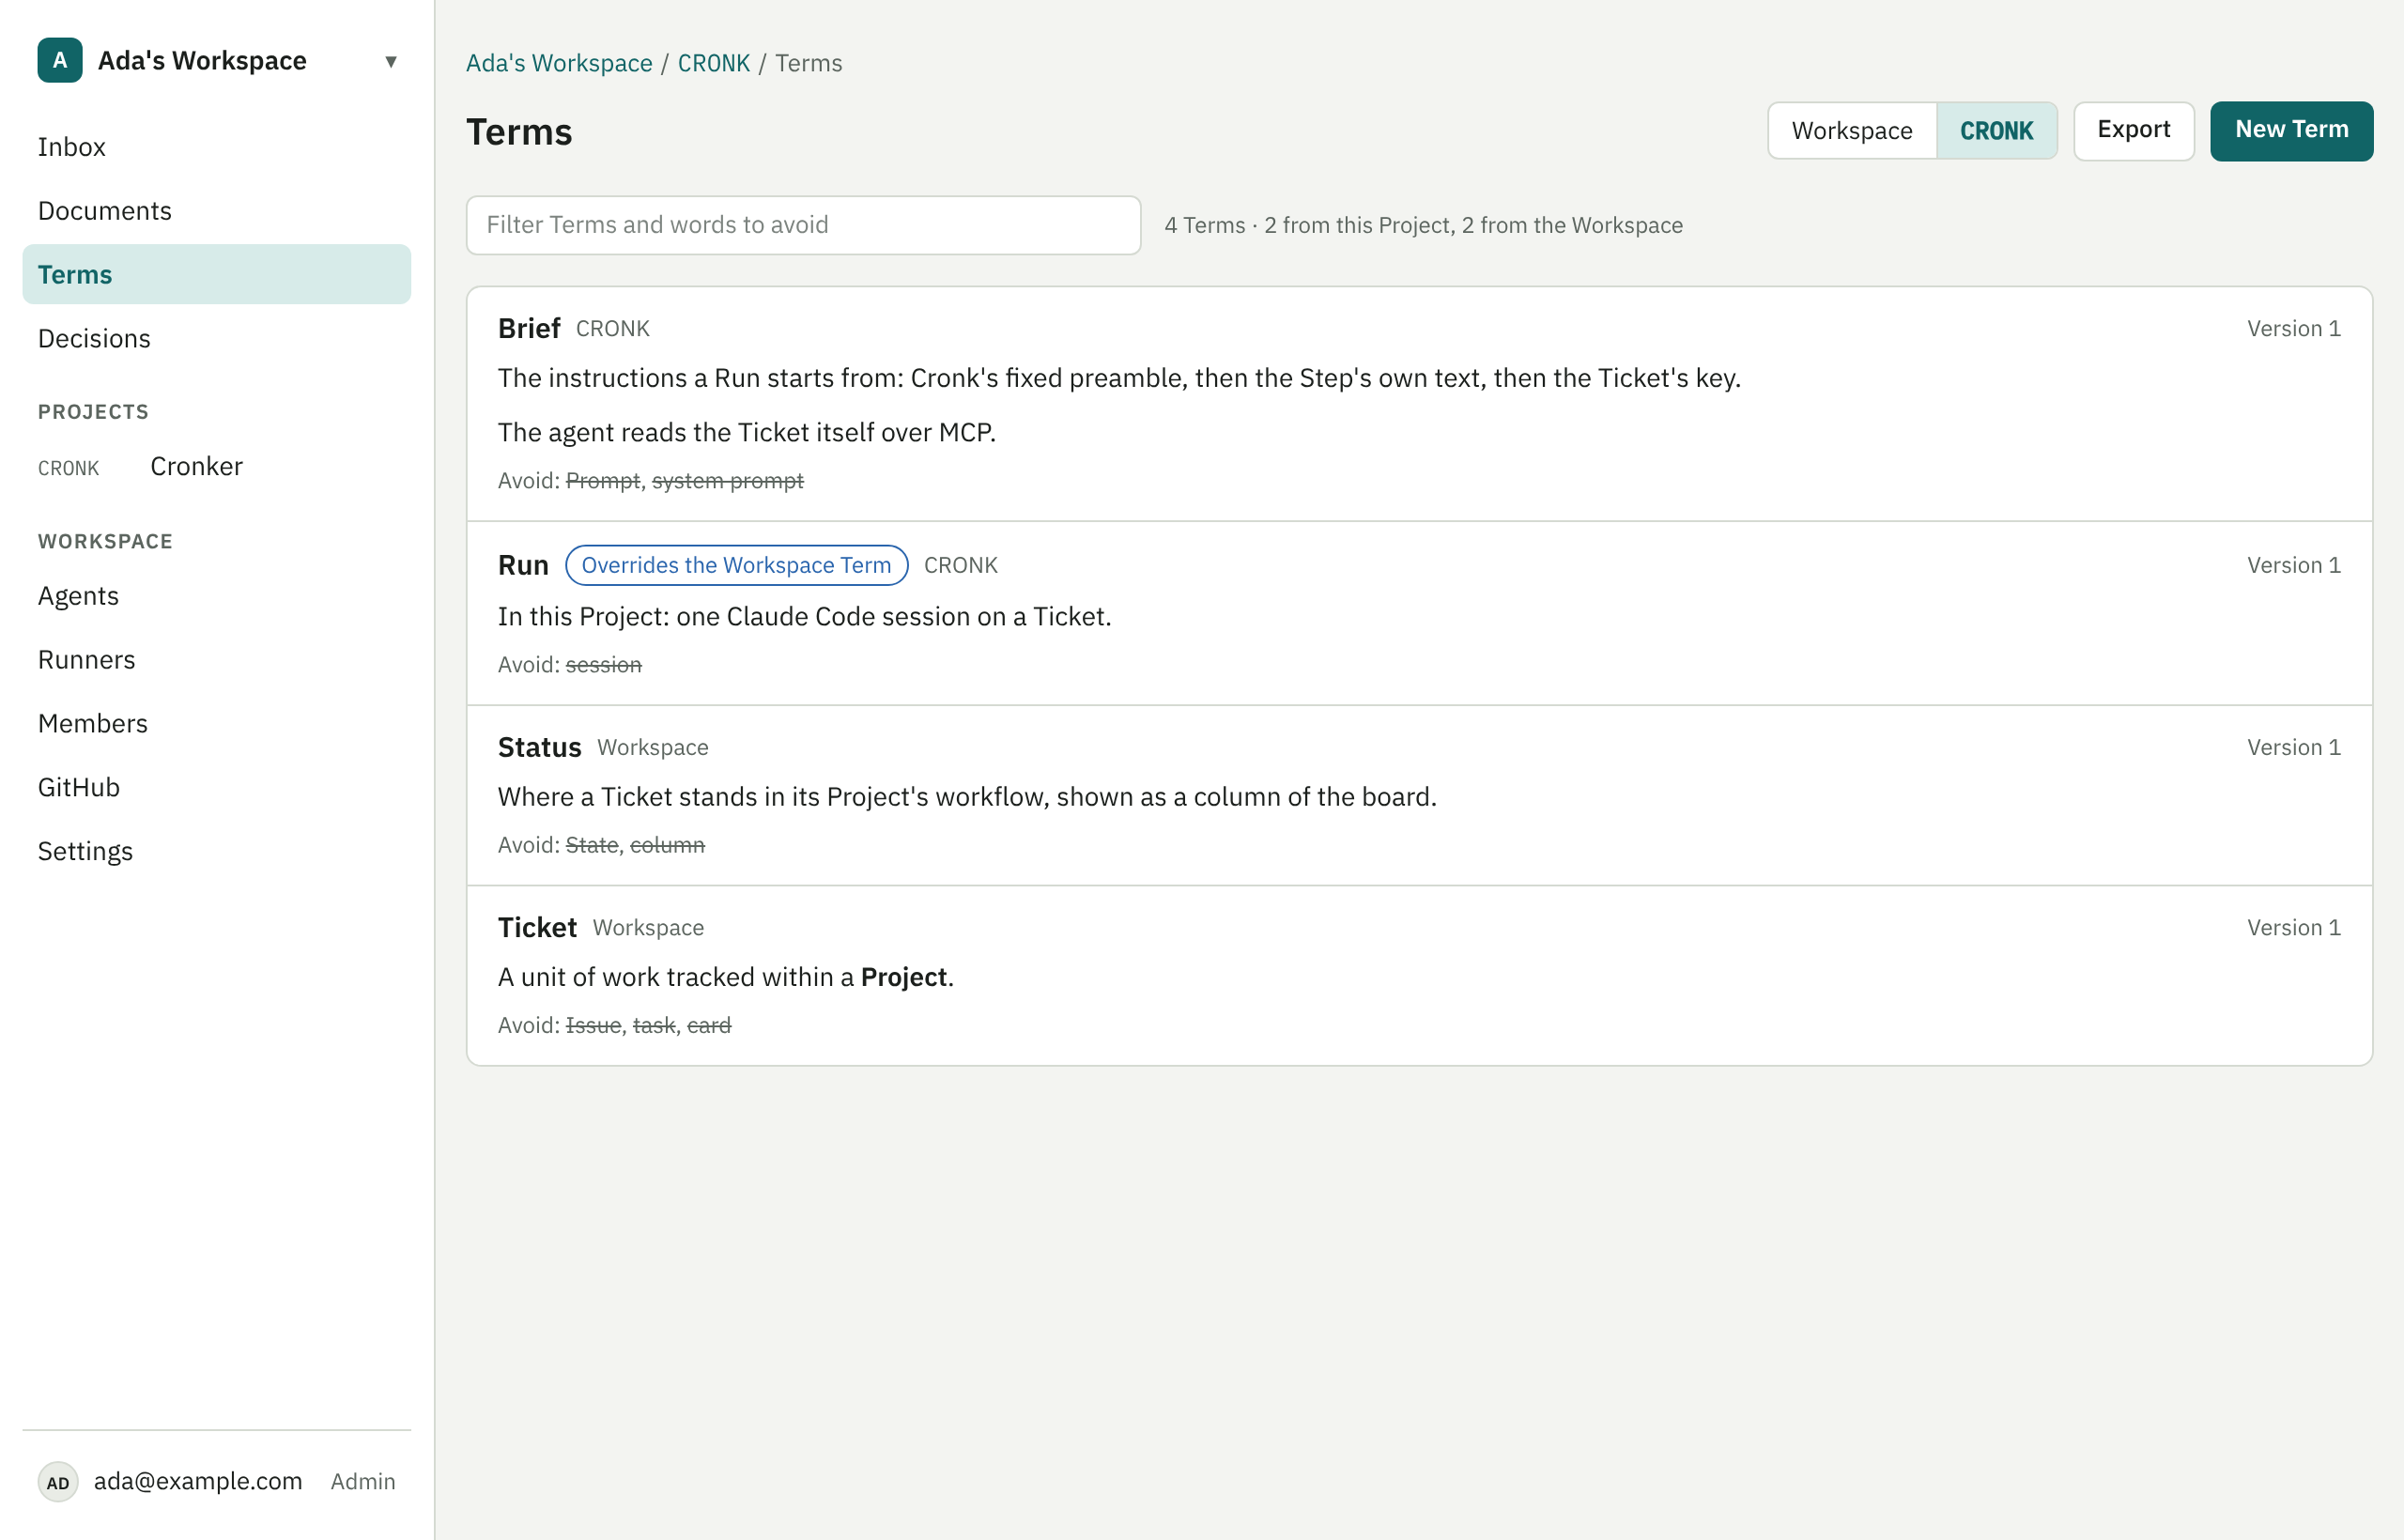 A Ada's Workspace ▼
Inbox
Documents
Terms
Decisions
PROJECTS
CRONK Cronker
WORKSPACE
Agents
Runners
Members
GitHub
Settings
AD ada@example.com Admin
Ada's Workspace / CRONK / Terms
Terms
Workspace CRONK Export New Term
Filter Terms and words to avoid
4 Terms · 2 from this Project, 2 from the Workspace
Brief CRONK Version 1
The instructions a Run starts from: Cronk's fixed preamble, then the Step's own text, then the Ticket's key.
The agent reads the Ticket itself over MCP.
Avoid: Prompt, system prompt
Run Overrides the Workspace Term CRONK Version 1
In this Project: one Claude Code session on a Ticket.
Avoid: session
Status Workspace Version 1
Where a Ticket stands in its Project's workflow, shown as a column of the board.
Avoid: State, column
Ticket Workspace Version 1
A unit of work tracked within a Project.
Avoid: Issue, task, card